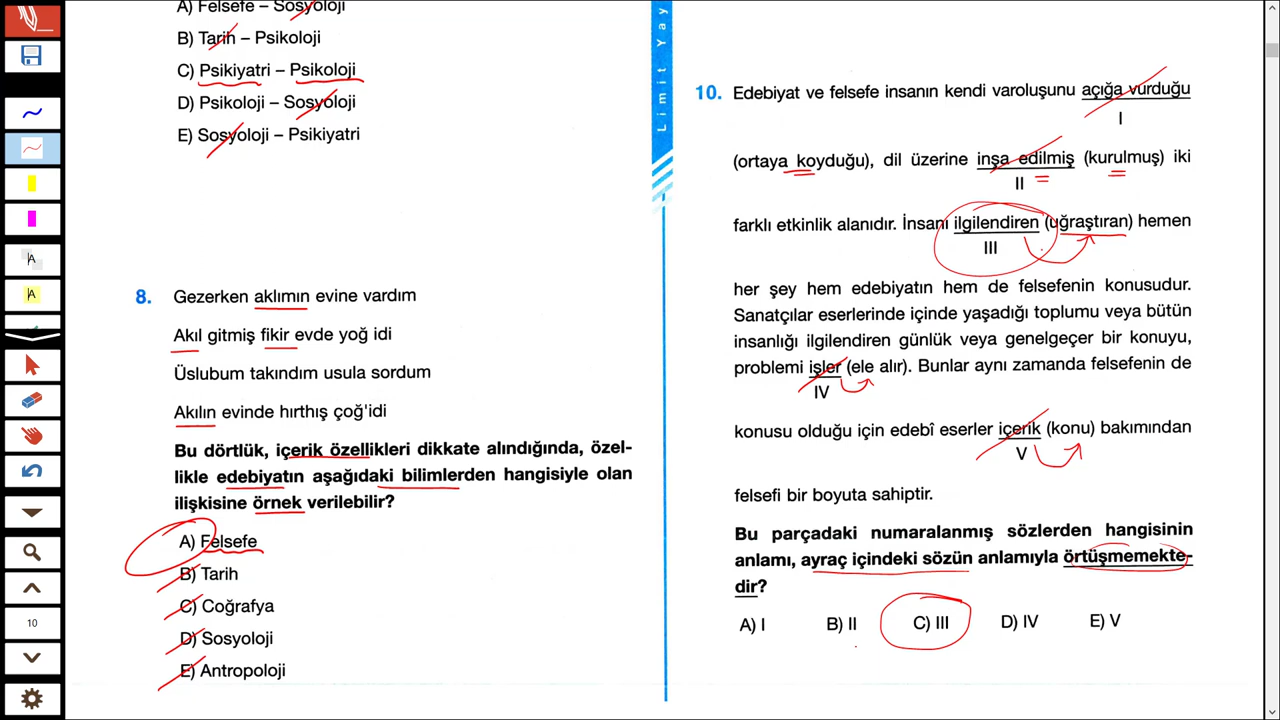 A) Felsefe – Sosyoloji
B) Tarih – Psikoloji
C) Psikiyatri – Psikoloji
D) Psikoloji – Sosyoloji
E) Sosyoloji – Psikiyatri
8. Gezerken aklımın evine vardım
Akıl gitmiş fikir evde yoğ idi
Üslubum takındım usula sordum
Akılın evinde hırthış çoğ'idi
Bu dörtlük, içerik özellikleri dikkate alındığında, özel-
likle edebiyatın aşağıdaki bilimlerden hangisiyle olan
ilişkisine örnek verilebilir?
A) Felsefe
B) Tarih
C) Coğrafya
D) Sosyoloji
E) Antropoloji
Limit Yay
10. Edebiyat ve felsefe insanın kendi varoluşunu açığa vurduğu
I
(ortaya koyduğu), dil üzerine inşa edilmiş (kurulmuş) iki
II
farklı etkinlik alanıdır. İnsanı ilgilendiren (uğraştıran) hemen
III
her şey hem edebiyatın hem de felsefenin konusudur.
Sanatçılar eserlerinde içinde yaşadığı toplumu veya bütün
insanlığı ilgilendiren günlük veya genelgeçer bir konuyu,
problemi işler (ele alır). Bunlar aynı zamanda felsefenin de
IV
konusu olduğu için edebî eserler içerik (konu) bakımından
V
felsefi bir boyuta sahiptir.
Bu parçadaki numaralanmış sözlerden hangisinin
anlamı, ayraç içindeki sözün anlamıyla örtüşmemekte-
dir?
A) I B) II C) III D) IV E) V
A
A
10